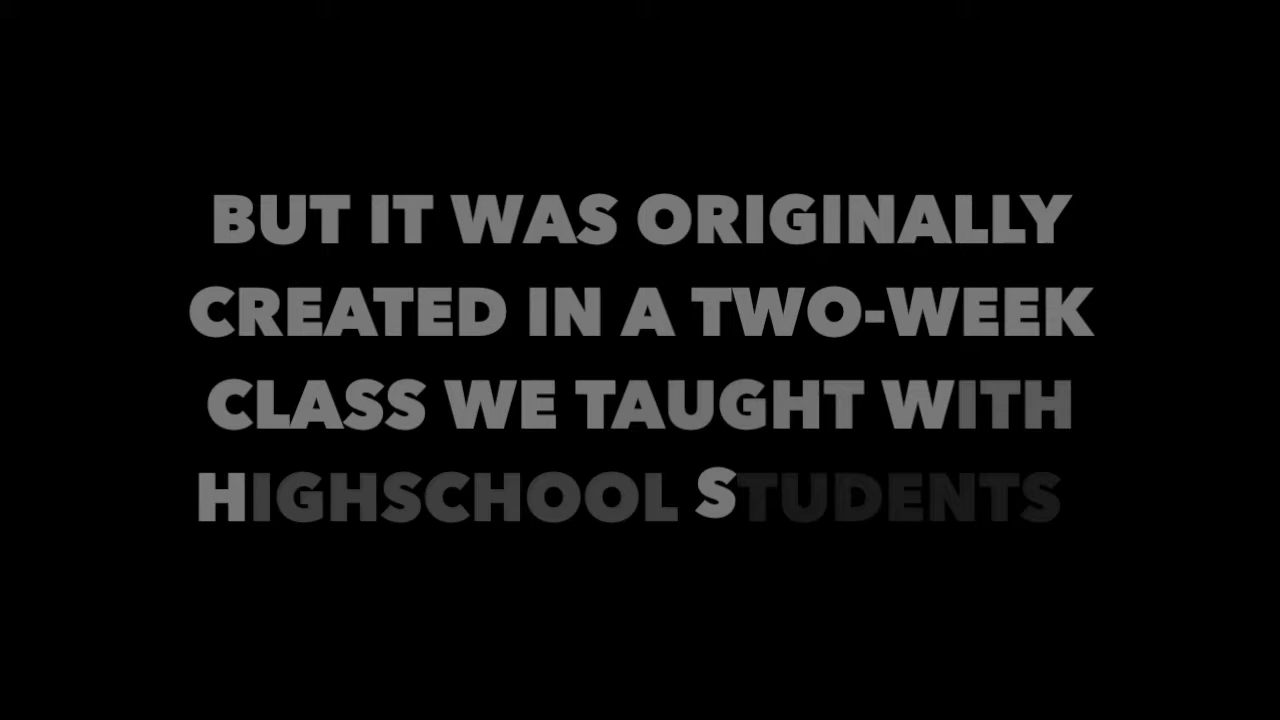 BUT IT WAS ORIGINALLY
CREATED IN A TWO-WEEK
CLASS WE TAUGHT WITH
HIGHSCHOOL STUDENTS